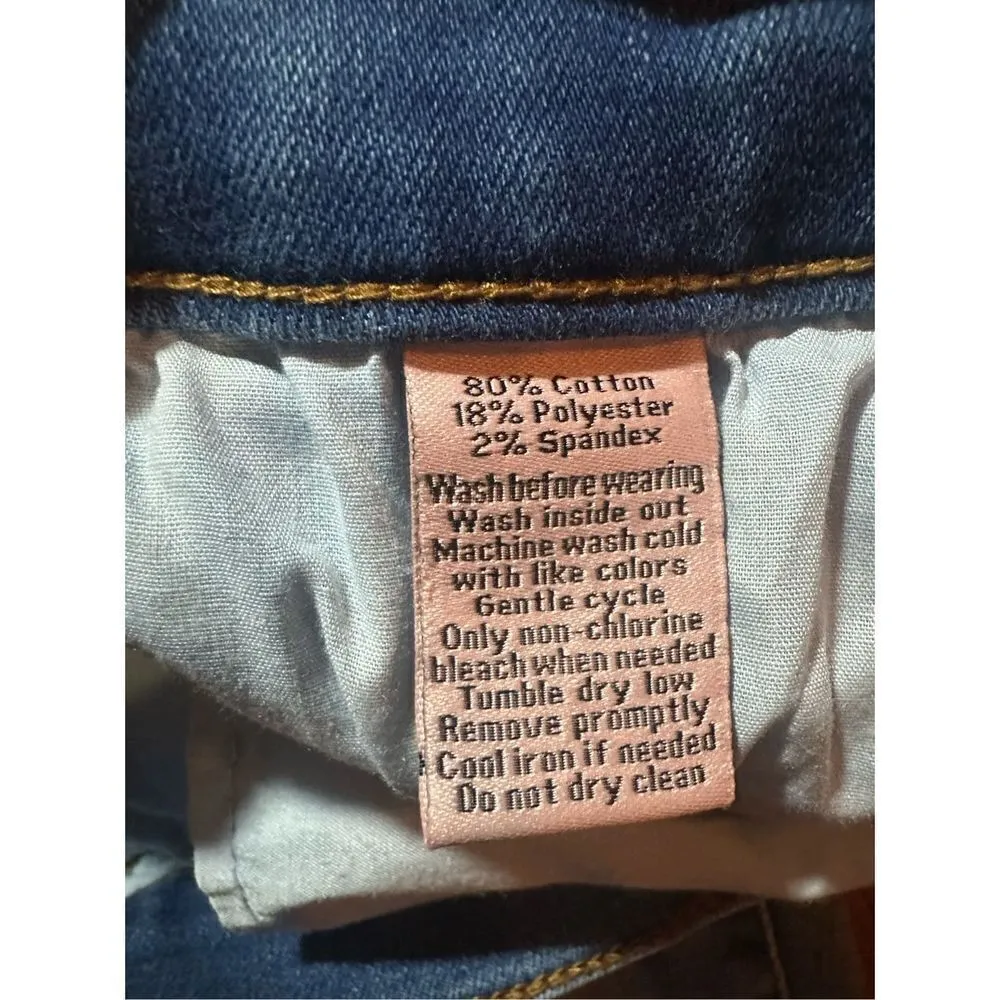 80% Cotton
18% Polyester
2% Spandex
Wash before wearing
Wash inside out
Machine wash cold
with like colors
Gentle cycle
Only non-chlorine
bleach when needed
Tumble dry low
Remove promptly
Cool iron if needed
Do not dry clean